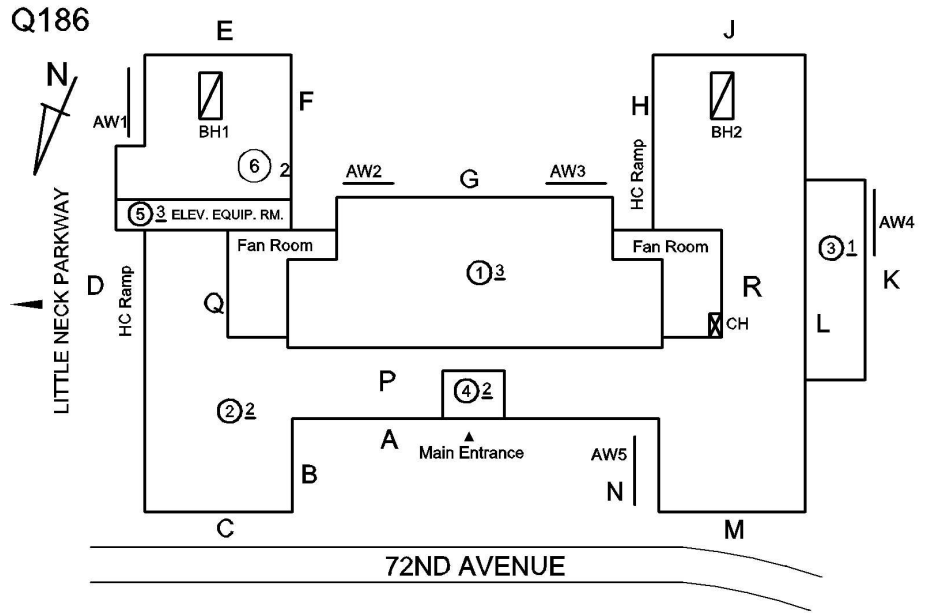 Q186
E
J
N
F
H
AW1
BH1
BH2
6 2
AW2
G
AW3
HC Ramp
5 3 ELEV. EQUIP. RM.
Fan Room
Fan Room
AW4
3 1
1 3
D
HC Ramp
Q
R
K
LITTLE NECK PARKWAY
CH
L
P
4 2
2 2
A
Main Entrance
AW5
B
N
C
M
72ND AVENUE